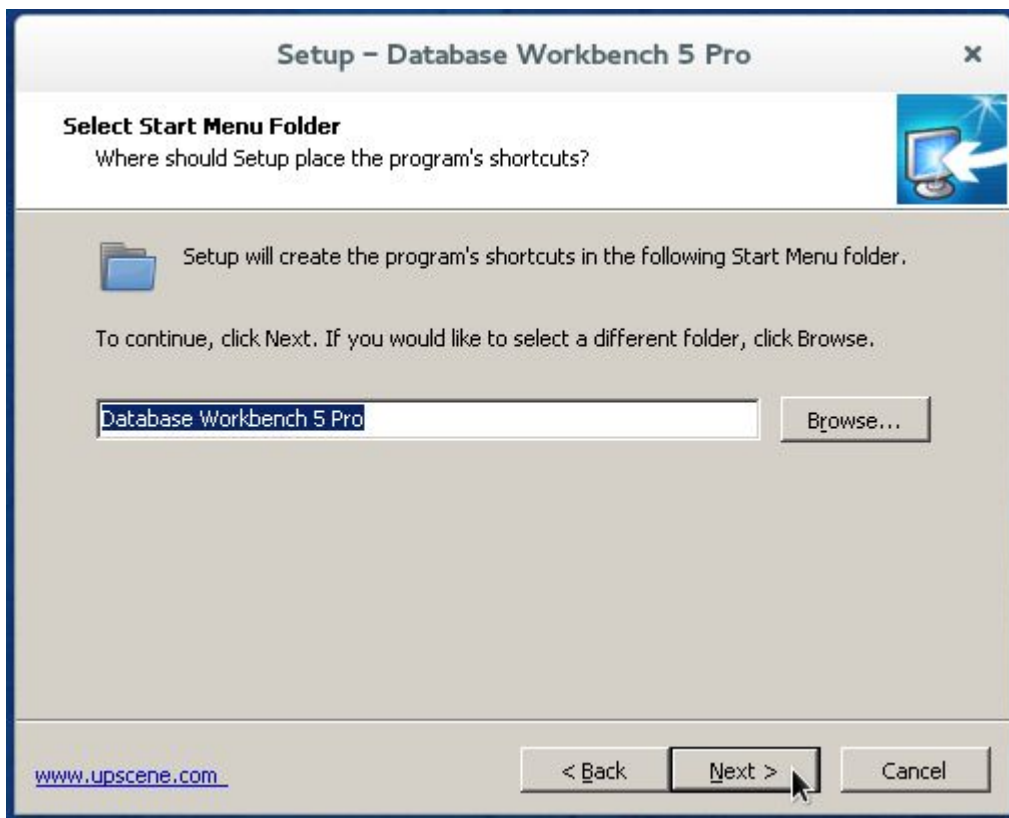 Setup – Database Workbench 5 Pro
Select Start Menu Folder
Where should Setup place the program's shortcuts?
Setup will create the program's shortcuts in the following Start Menu folder.
To continue, click Next. If you would like to select a different folder, click Browse.
Database Workbench 5 Pro
Browse...
www.upscene.com
< Back
Next >
Cancel